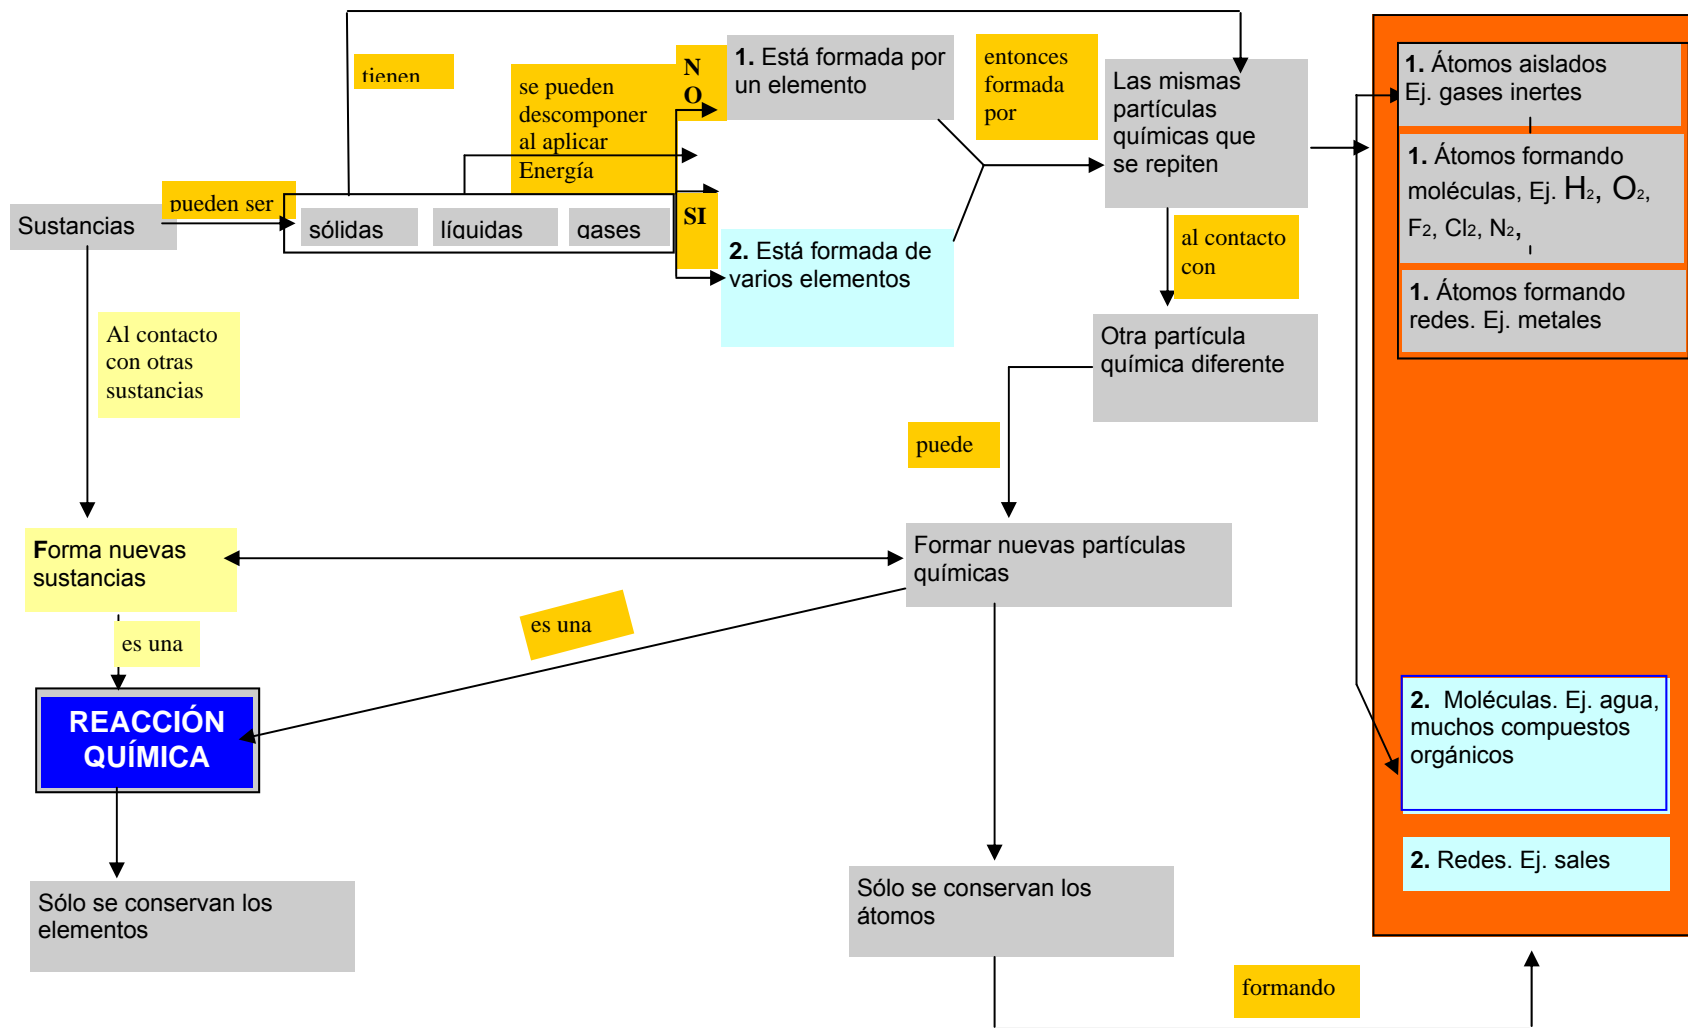 tienen
N
O
1. Está formada por
un elemento
entonces
formada
por
Las mismas
partículas
químicas que
se repiten
1. Átomos aislados
Ej. gases inertes
se pueden
descomponer
al aplicar
Energía
1. Átomos formando
moléculas, Ej. H2, O2,
F2, Cl2, N2,
Sustancias
pueden ser
sólidas
líquidas
gases
SI
2. Está formada de
varios elementos
al contacto
con
1. Átomos formando
redes. Ej. metales
Al contacto
con otras
sustancias
Otra partícula
química diferente
puede
Forma nuevas
sustancias
Formar nuevas partículas
químicas
es una
es una
REACCIÓN
QUÍMICA
2. Moléculas. Ej. agua,
muchos compuestos
orgánicos
2. Redes. Ej. sales
Sólo se conservan los
elementos
Sólo se conservan los
átomos
formando